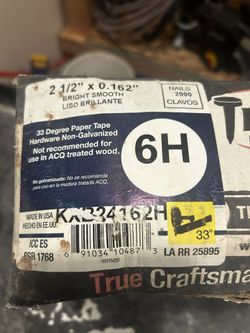 2 1/2" X 0.162"
BRIGHT SMOOTH
LISO BRILLANTE
NAILS
2000
CLAVOS
33 Degree Paper Tape
Hardware Non-Galvanized
Not recommended for
use in ACQ treated wood,
No galvanizado: No se recomienda
para uso en la madera tratada ACQ.
6H
MADE IN USA
HECHO EN EE.UU.
ICC ES
ESR 1768
33°
LA RR 25895
True Craftsma